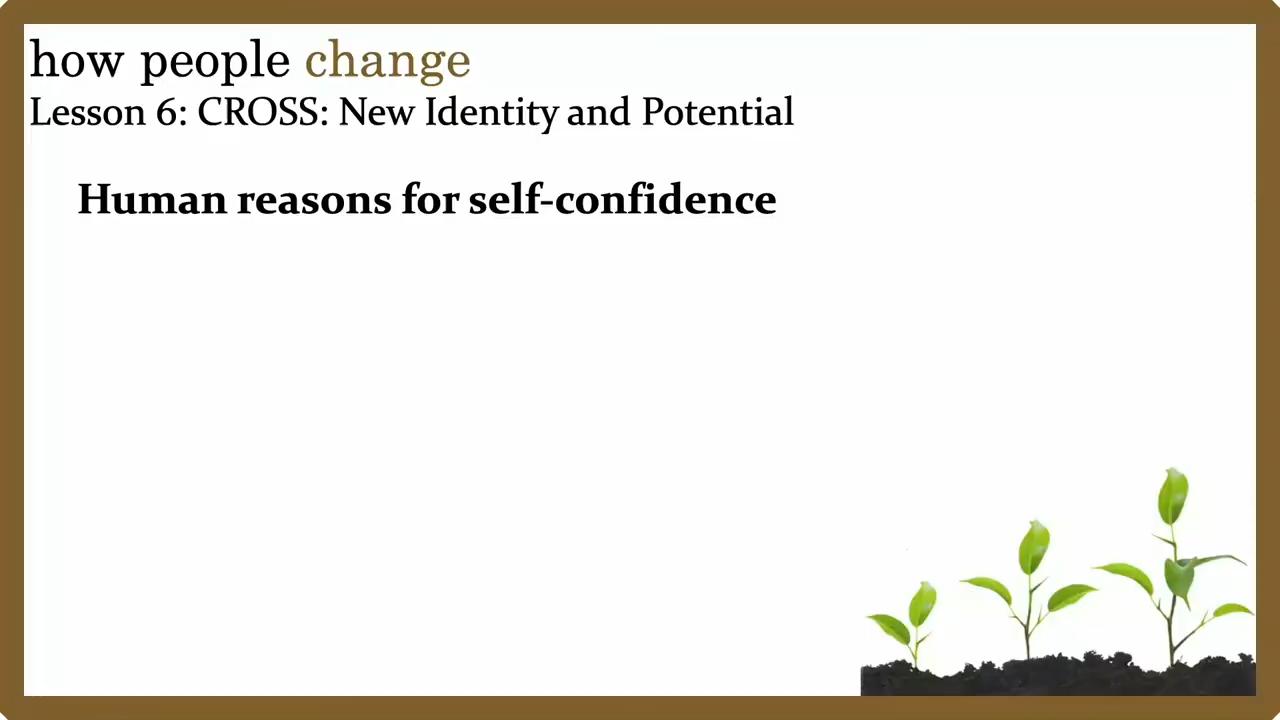 how people change
Lesson 6: CROSS: New Identity and Potential
Human reasons for self-confidence